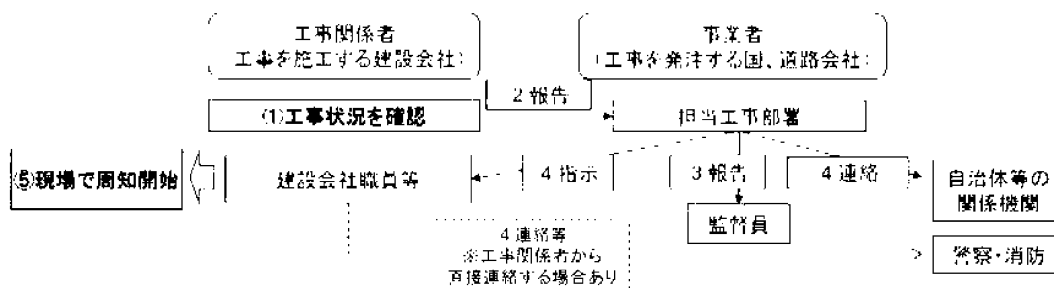 工事関係者
工事を施工する建設会社）
事業者
（工事を発注する国、道路会社）
2 報告
(1)工事状況を確認
担当工事部署
⑤現場で周知開始
建設会社職員等
4 指示
3 報告
4 連絡
自治体等の
関係機関
監督員
4 連絡等
※工事関係者から
直接連絡する場合あり
警察・消防